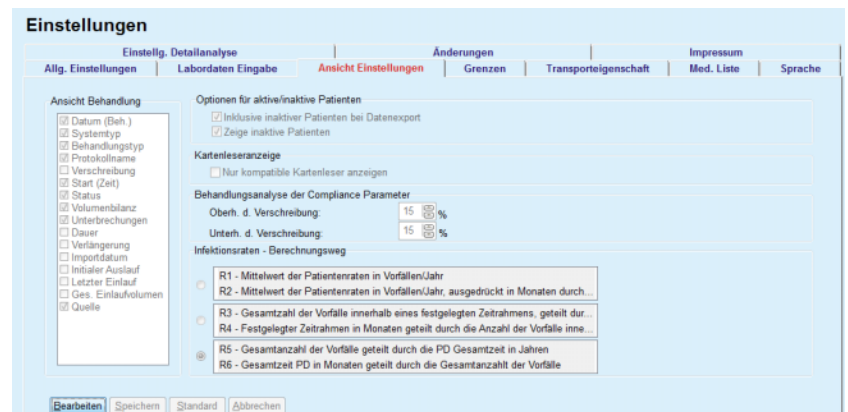 Einstellungen
Einstellg. Detailanalyse
Änderungen
Impressum
Allg. Einstellungen
Labordaten Eingabe
Ansicht Einstellungen
Grenzen
Transporteigenschaft
Med. Liste
Sprache
Ansicht Behandlung
Datum (Beh.)
Systemtyp
Behandlungstyp
Protokollname
Verschreibung
Start (Zeit)
Status
Volumenbilanz
Unterbrechungen
Dauer
Verlängerung
Importdatum
Initialer Auslauf
Letzter Einlauf
Ges. Einlaufvolumen
Quelle
Optionen für aktive/inaktive Patienten
Inklusive inaktiver Patienten bei Datenexport
Zeige inaktive Patienten
Kartenleseranzeige
Nur kompatible Kartenleser anzeigen
Behandlungsanalyse der Compliance Parameter
Oberh. d. Verschreibung: 15 %
Unterh. d. Verschreibung: 15 %
Infektionsraten - Berechnungsweg
R1 - Mittelwert der Patientenraten in Vorfällen/Jahr
R2 - Mittelwert der Patientenraten in Vorfällen/Jahr, ausgedrückt in Monaten durch...
R3 - Gesamtzahl der Vorfälle innerhalb eines festgelegten Zeitrahmens, geteilt dur...
R4 - Festgelegter Zeitrahmen in Monaten geteilt durch die Anzahl der Vorfälle inne...
R5 - Gesamtanzahl der Vorfälle geteilt durch die PD Gesamtzeit in Jahren
R6 - Gesamtzeit PD in Monaten geteilt durch die Gesamtanzahlt der Vorfälle
Bearbeiten Speichern Standard Abbrechen